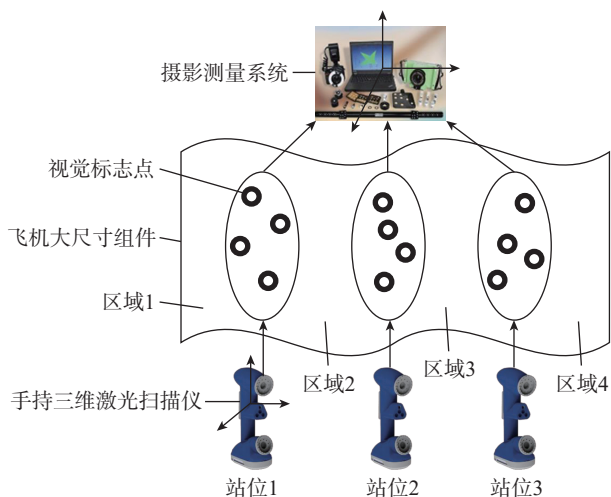 摄影测量系统
视觉标志点
飞机大尺寸组件
区域1
区域2
区域3
区域4
手持三维激光扫描仪
站位1
站位2
站位3